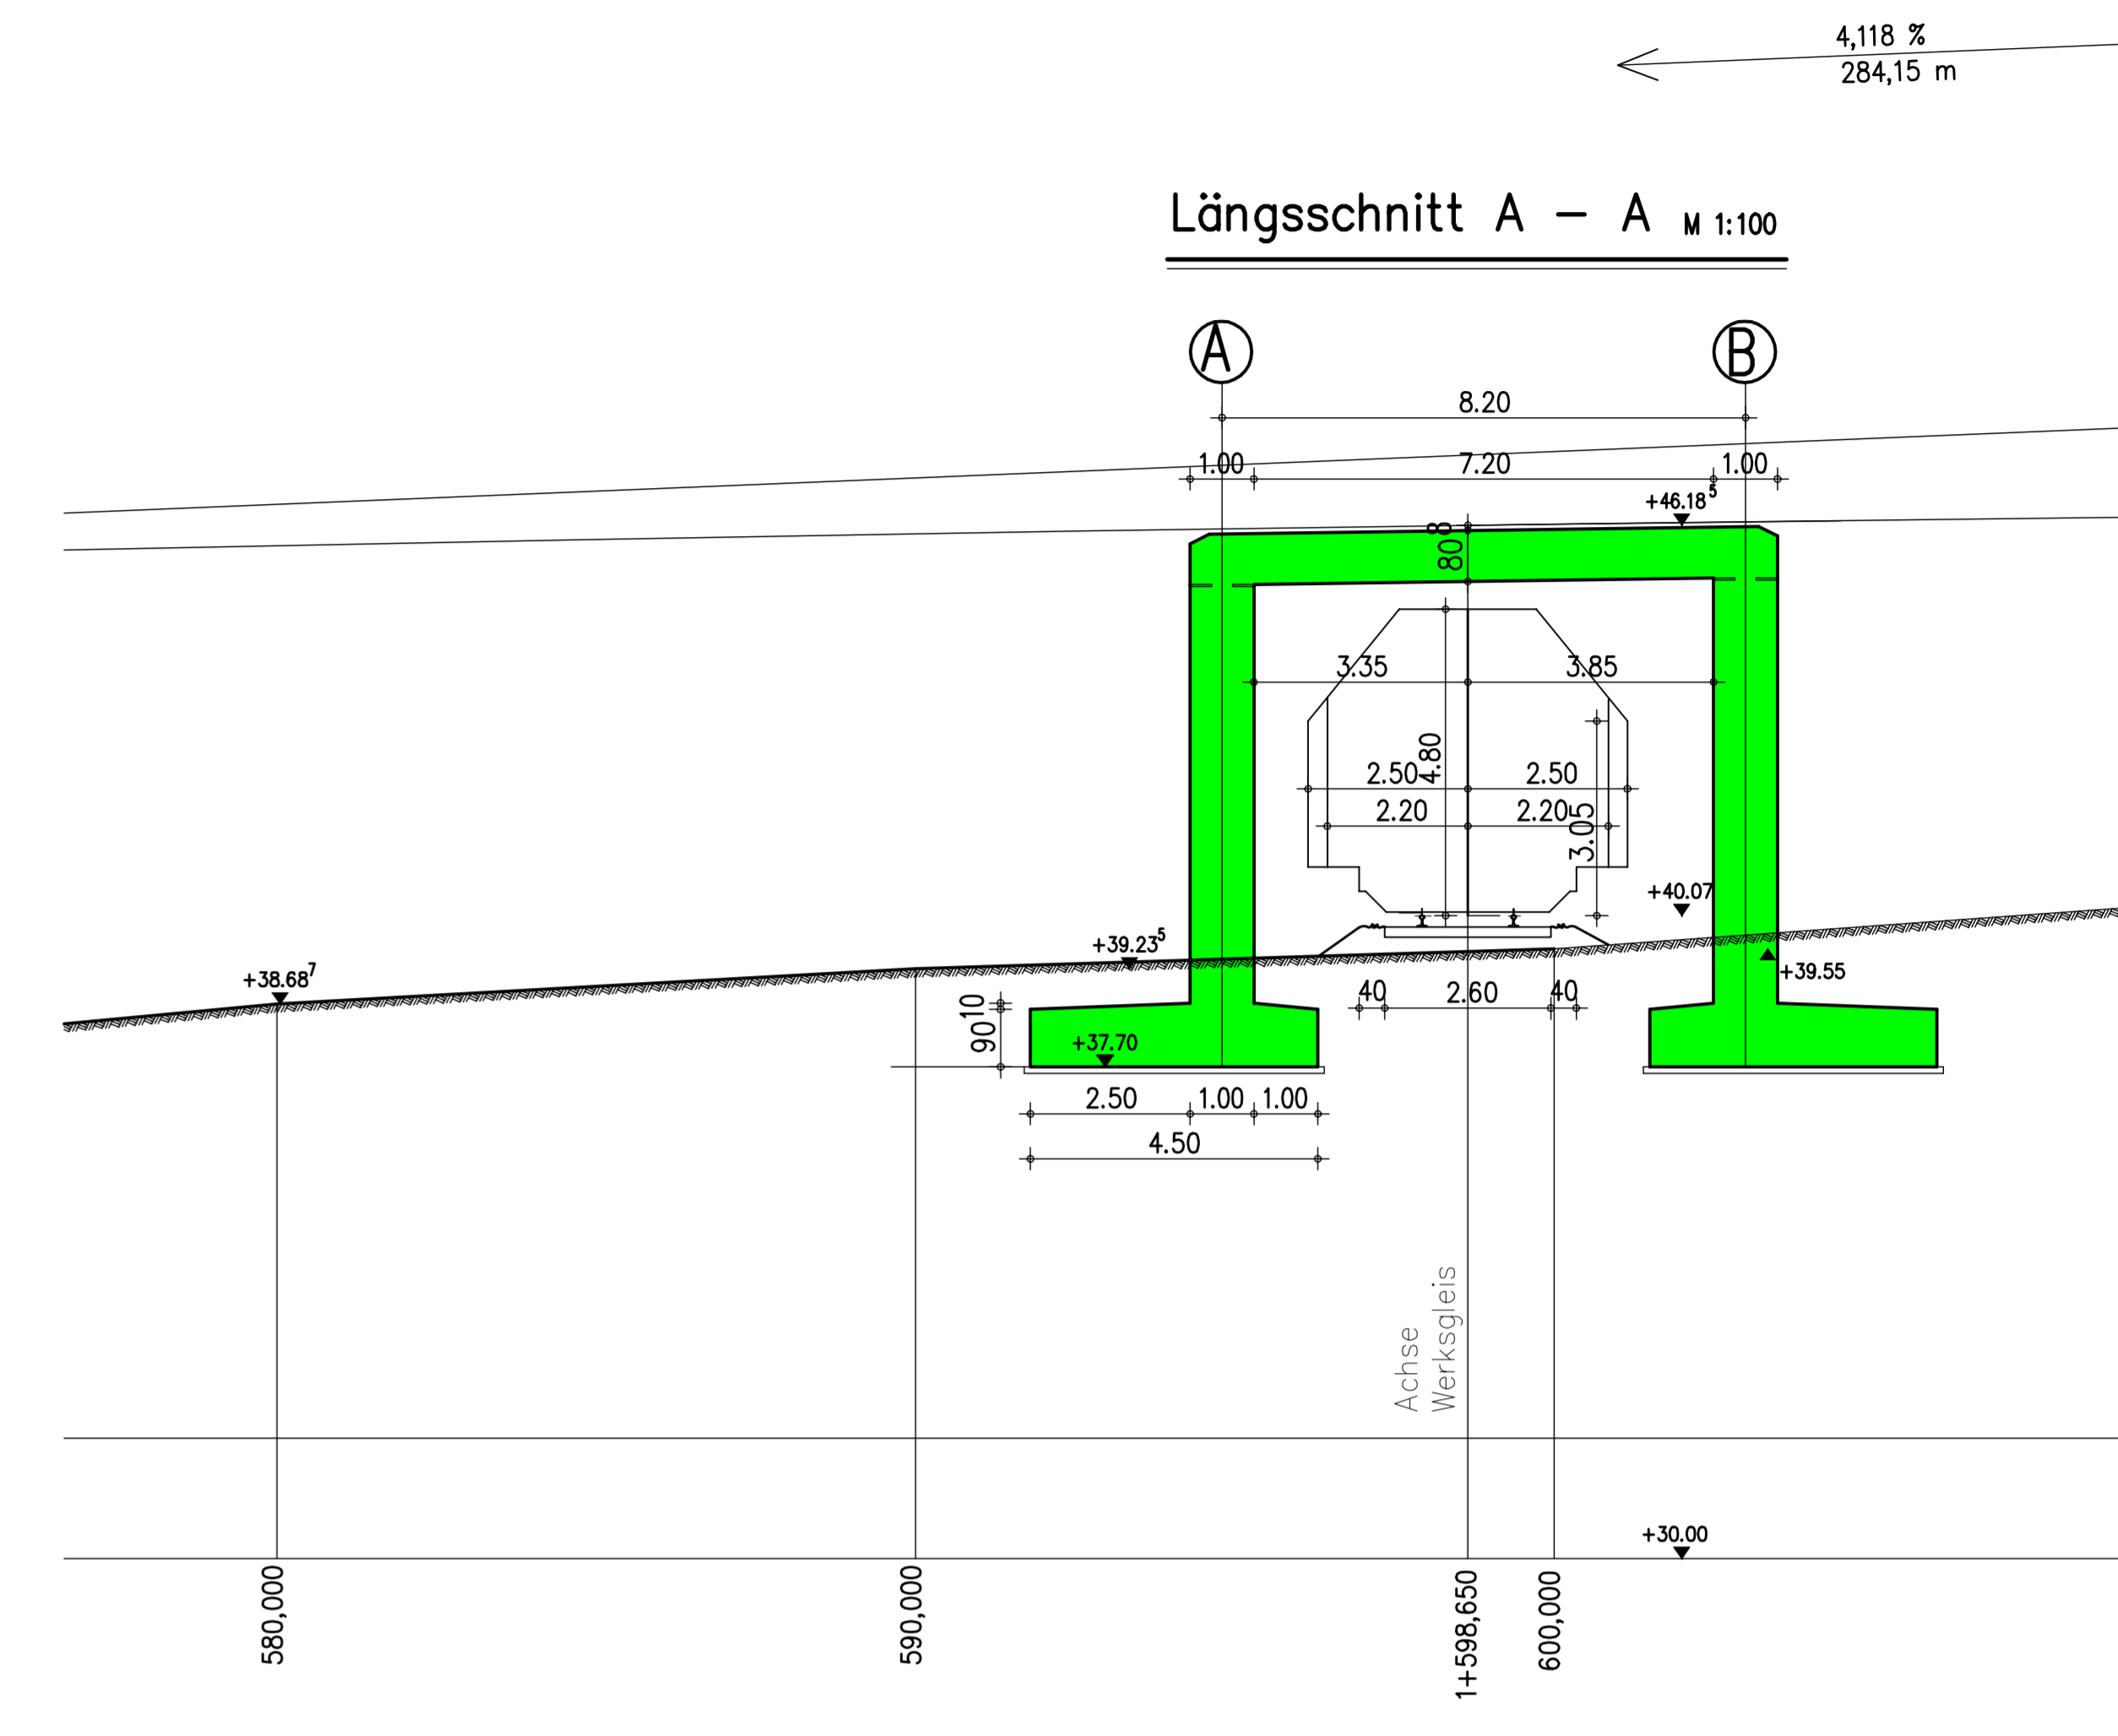 4,118 %
284,15 m
Längsschnitt A – A M 1:100
A B
8.20
1.00 7.20 1.00
+46.18⁵
8
80
3.35 3.85
4.80
2.50 2.50
2.20 2.20
3.05
+40.07
+39.23⁵
+38.68⁷
+39.55
40 2.60 40
10
90
+37.70
2.50 1.00 1.00
4.50
Achse
Werksgleis
+30.00
580,000
590,000
1+598,650
600,000